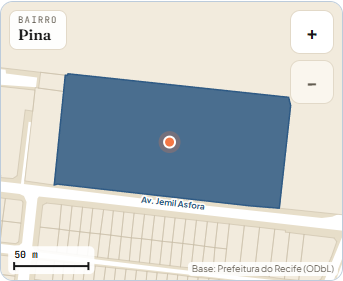 BAIRRO
Pina
+
−
Av. Jemil Asfora
50 m
Base: Prefeitura do Recife (ODbL)